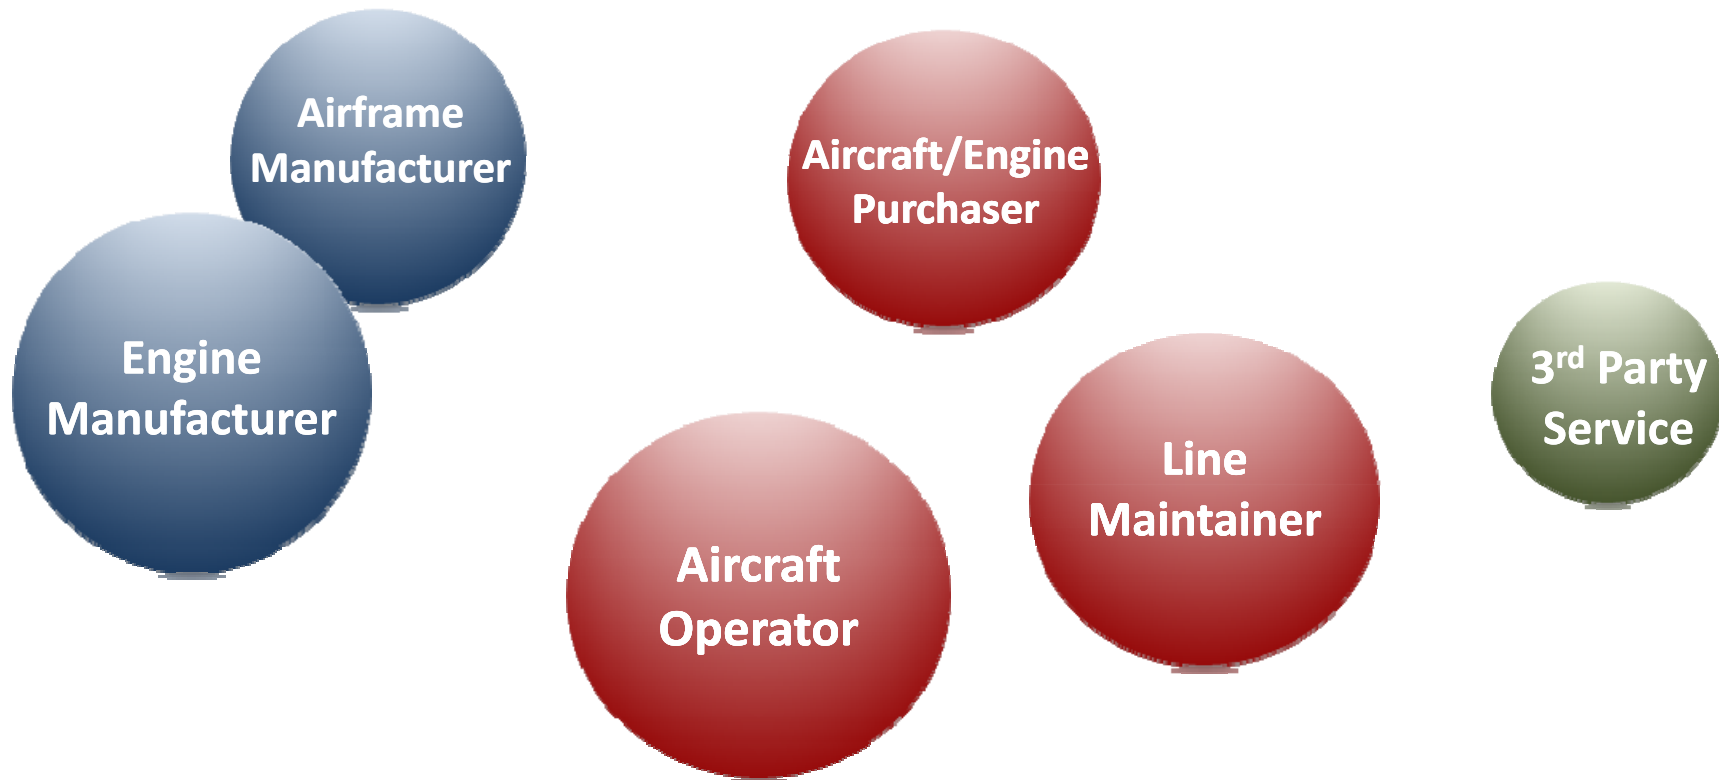 Airframe
Manufacturer
Engine
Manufacturer
Aircraft/Engine
Purchaser
Aircraft
Operator
Line
Maintainer
3rd Party
Service